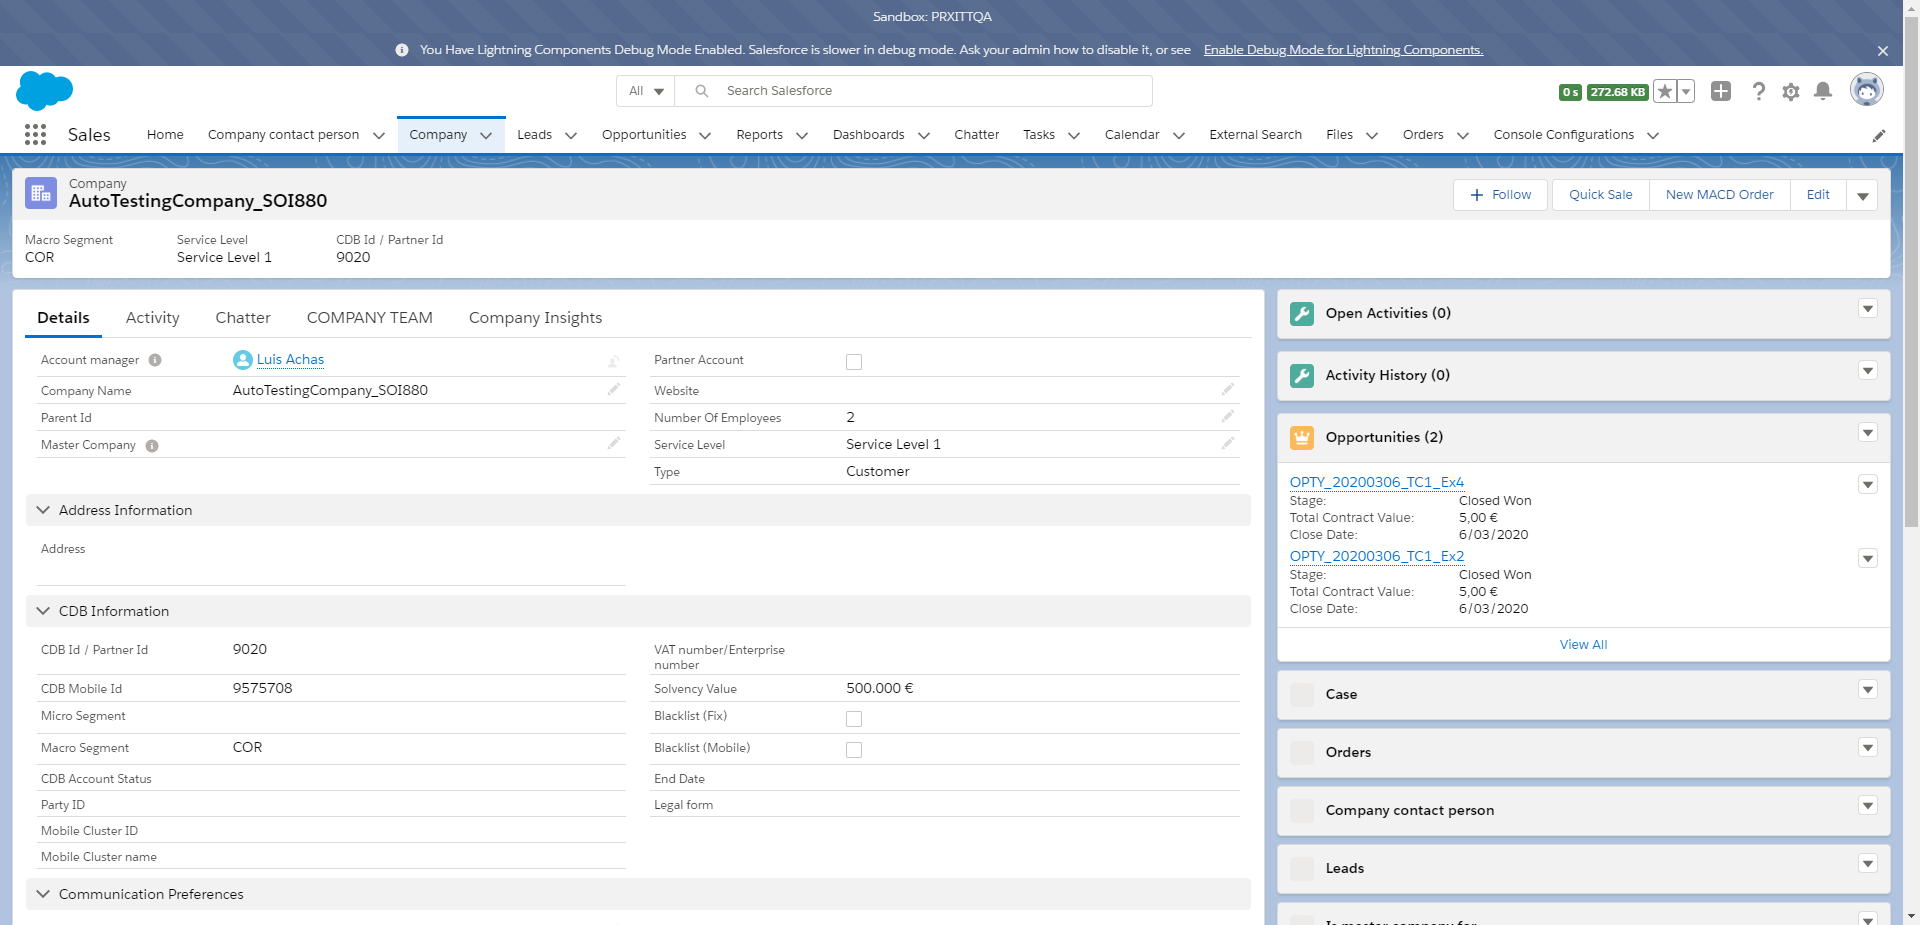 Sandbox: PRXITTQA
You Have Lightning Components Debug Mode Enabled. Salesforce is slower in debug mode. Ask your admin how to disable it, or see Enable Debug Mode for Lightning Components.
All Search Salesforce
0 s 272.68 KB
Sales Home Company contact person Company Leads Opportunities Reports Dashboards Chatter Tasks Calendar External Search Files Orders Console Configurations
Company
AutoTestingCompany_SOI880
Follow Quick Sale New MACD Order Edit
Macro Segment Service Level CDB Id / Partner Id
COR Service Level 1 9020
Details Activity Chatter COMPANY TEAM Company Insights
Account manager Luis Achas Partner Account
Company Name AutoTestingCompany_SOI880 Website
Parent Id Number Of Employees 2
Master Company Service Level Service Level 1
Type Customer
Address Information
Address
CDB Information
CDB Id / Partner Id 9020 VAT number/Enterprise
number
CDB Mobile Id 9575708 Solvency Value 500.000 €
Micro Segment Blacklist (Fix)
Macro Segment COR Blacklist (Mobile)
CDB Account Status End Date
Party ID Legal form
Mobile Cluster ID
Mobile Cluster name
Communication Preferences
Open Activities (0)
Activity History (0)
Opportunities (2)
OPTY_20200306_TC1_Ex4
Stage: Closed Won
Total Contract Value: 5,00 €
Close Date: 6/03/2020
OPTY_20200306_TC1_Ex2
Stage: Closed Won
Total Contract Value: 5,00 €
Close Date: 6/03/2020
View All
Case
Orders
Company contact person
Leads
Is master company for